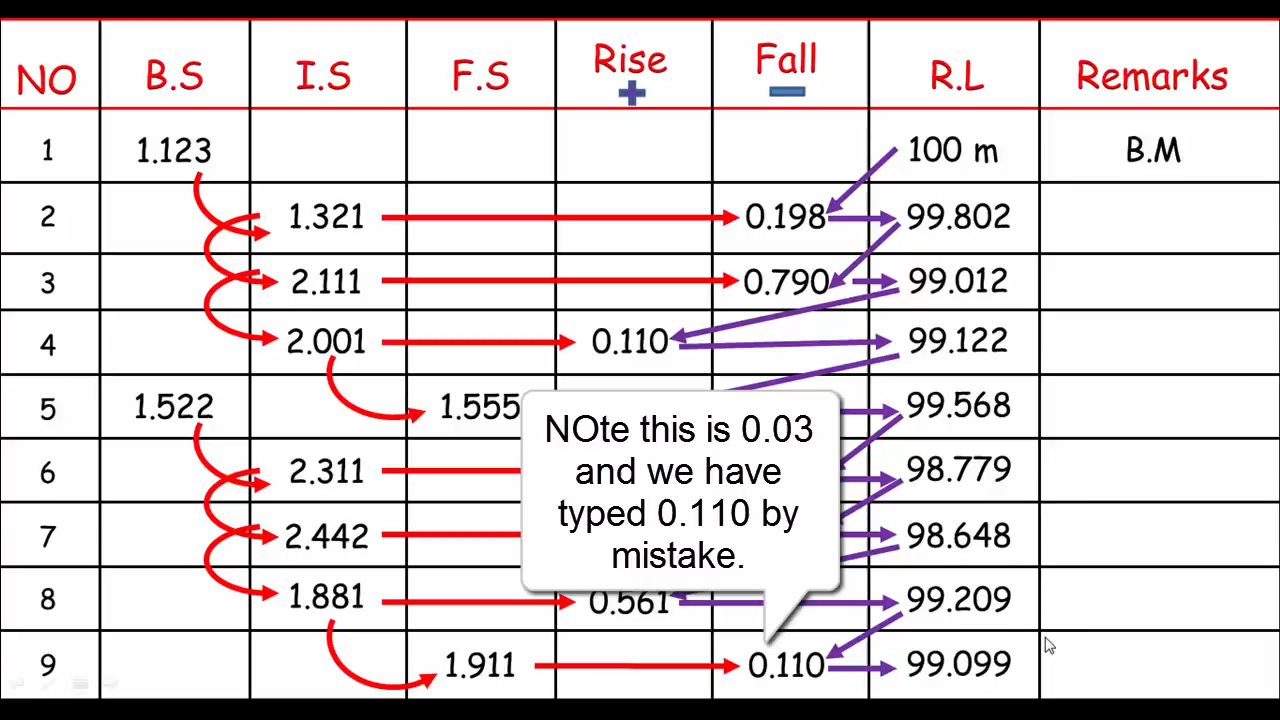 NO B.S I.S F.S Rise Fall R.L Remarks
+ −
1 1.123 100 m B.M
2 1.321 0.198 99.802
3 2.111 0.790 99.012
4 2.001 0.110 99.122
5 1.522 1.555 99.568
6 2.311 98.779
7 2.442 98.648
8 1.881 0.561 99.209
9 1.911 0.110 99.099
NOte this is 0.03
and we have
typed 0.110 by
mistake.